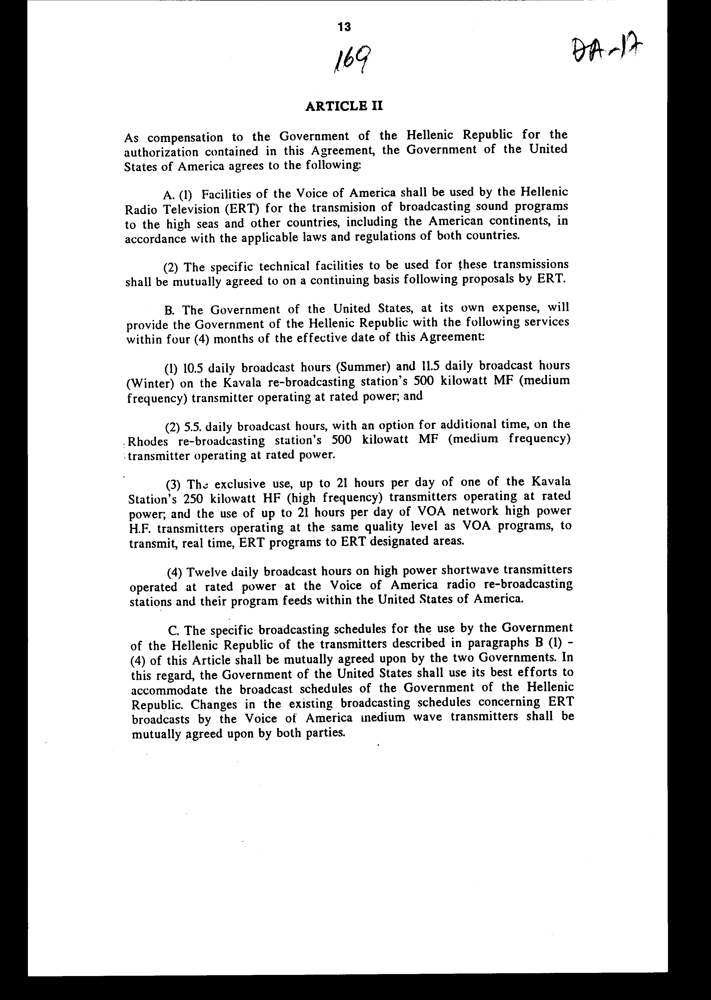 13
169
DA-17
ARTICLE II
As compensation to the Government of the Hellenic Republic for the
authorization contained in this Agreement, the Government of the United
States of America agrees to the following:
A. (1) Facilities of the Voice of America shall be used by the Hellenic
Radio Television (ERT) for the transmision of broadcasting sound programs
to the high seas and other countries, including the American continents, in
accordance with the applicable laws and regulations of both countries.
(2) The specific technical facilities to be used for these transmissions
shall be mutually agreed to on a continuing basis following proposals by ERT.
B. The Government of the United States, at its own expense, will
provide the Government of the Hellenic Republic with the following services
within four (4) months of the effective date of this Agreement:
(1) 10.5 daily broadcast hours (Summer) and 11.5 daily broadcast hours
(Winter) on the Kavala re-broadcasting station's 500 kilowatt MF (medium
frequency) transmitter operating at rated power; and
(2) 5.5. daily broadcast hours, with an option for additional time, on the
Rhodes re-broadcasting station's 500 kilowatt MF (medium frequency)
transmitter operating at rated power.
(3) The exclusive use, up to 21 hours per day of one of the Kavala
Station's 250 kilowatt HF (high frequency) transmitters operating at rated
power; and the use of up to 21 hours per day of VOA network high power
H.F. transmitters operating at the same quality level as VOA programs, to
transmit, real time, ERT programs to ERT designated areas.
(4) Twelve daily broadcast hours on high power shortwave transmitters
operated at rated power at the Voice of America radio re-broadcasting
stations and their program feeds within the United States of America.
C. The specific broadcasting schedules for the use by the Government
of the Hellenic Republic of the transmitters described in paragraphs B (1) -
(4) of this Article shall be mutually agreed upon by the two Governments. In
this regard, the Government of the United States shall use its best efforts to
accommodate the broadcast schedules of the Government of the Hellenic
Republic. Changes in the existing broadcasting schedules concerning ERT
broadcasts by the Voice of America medium wave transmitters shall be
mutually agreed upon by both parties.